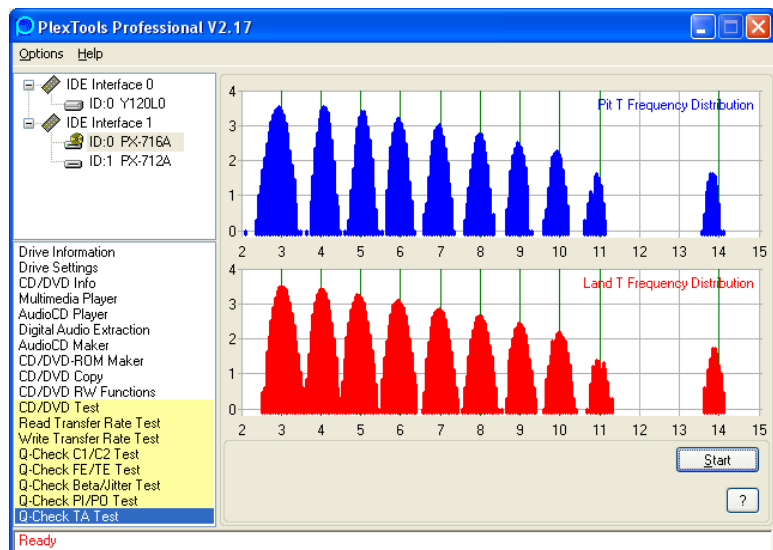 PlexTools Professional V2.17
Options Help
IDE Interface 0
ID:0 Y120L0
IDE Interface 1
ID:0 PX-716A
ID:1 PX-712A
Drive Information
Drive Settings
CD/DVD Info
Multimedia Player
AudioCD Player
Digital Audio Extraction
AudioCD Maker
CD/DVD-ROM Maker
CD/DVD Copy
CD/DVD RW Functions
CD/DVD Test
Read Transfer Rate Test
Write Transfer Rate Test
Q-Check C1/C2 Test
Q-Check FE/TE Test
Q-Check Beta/Jitter Test
Q-Check PI/PO Test
Q-Check TA Test
Pit T Frequency Distribution
4
3
2
1
0
2 3 4 5 6 7 8 9 10 11 12 13 14 15
Land T Frequency Distribution
4
3
2
1
0
2 3 4 5 6 7 8 9 10 11 12 13 14 15
Start
?
Ready